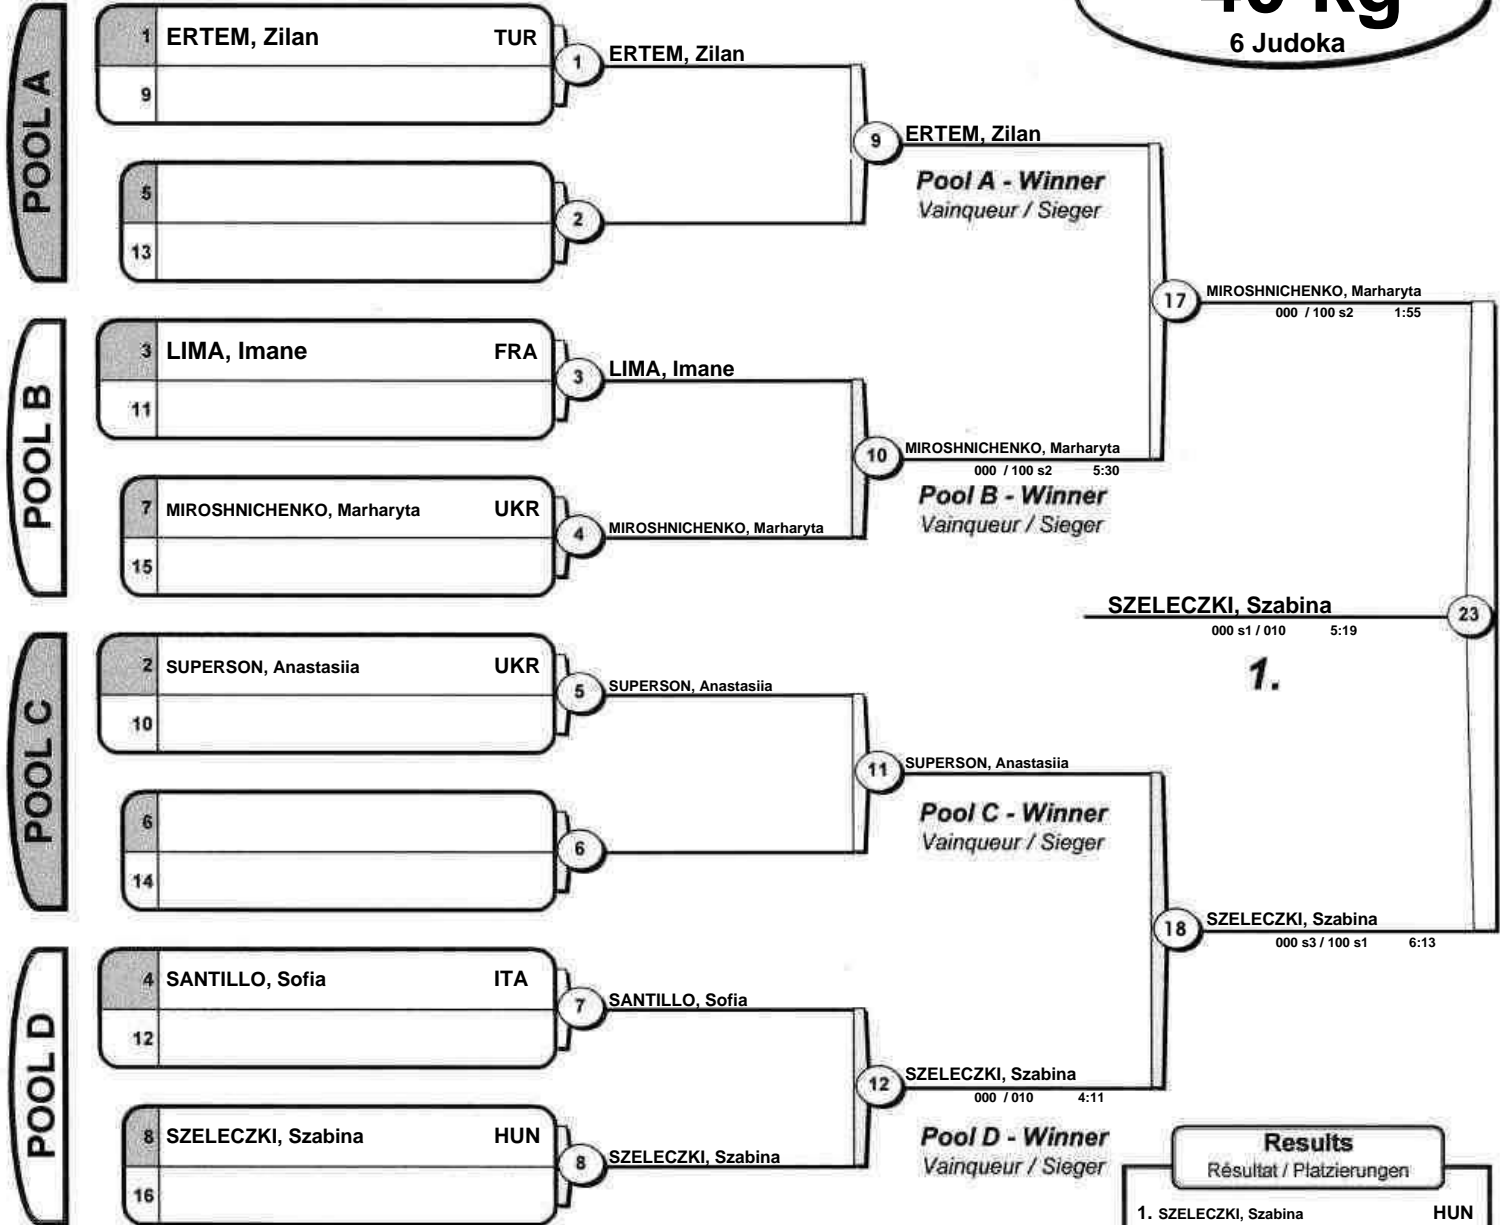 6 Judoka
POOL A
1 ERTEM, Zilan TUR
9
1
ERTEM, Zilan
5
13
2
9
ERTEM, Zilan
Pool A - Winner
Vainqueur / Sieger
POOL B
3 LIMA, Imane FRA
11
3
LIMA, Imane
7 MIROSHNICHENKO, Marharyta UKR
15
4
MIROSHNICHENKO, Marharyta
10
MIROSHNICHENKO, Marharyta
000 / 100 s2 5:30
Pool B - Winner
Vainqueur / Sieger
17
MIROSHNICHENKO, Marharyta
000 / 100 s2 1:55
SZELECZKI, Szabina
23
000 s1 / 010 5:19
1.
POOL C
2 SUPERSON, Anastasiia UKR
10
5
SUPERSON, Anastasiia
6
14
6
11
SUPERSON, Anastasiia
Pool C - Winner
Vainqueur / Sieger
POOL D
4 SANTILLO, Sofia ITA
12
7
SANTILLO, Sofia
8 SZELECZKI, Szabina HUN
16
8
SZELECZKI, Szabina
12
SZELECZKI, Szabina
000 / 010 4:11
Pool D - Winner
Vainqueur / Sieger
18
SZELECZKI, Szabina
000 s3 / 100 s1 6:13
Results
Résultat / Platzierungen
1. SZELECZKI, Szabina HUN